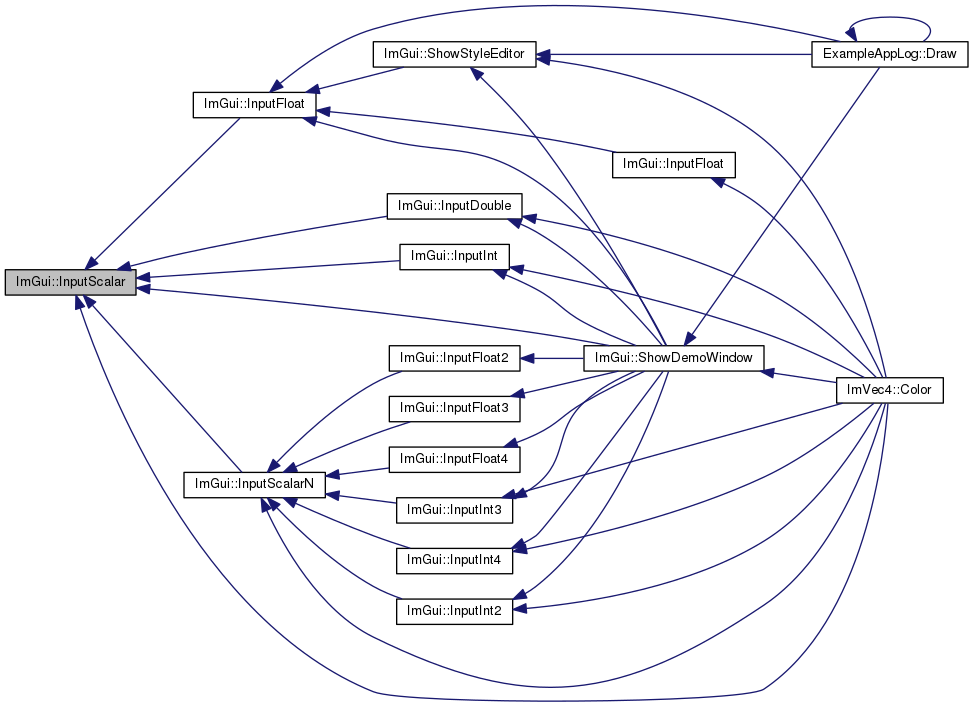 ImGui::ShowStyleEditor
ExampleAppLog::Draw
ImGui::InputFloat
ImGui::InputFloat
ImGui::InputDouble
ImGui::InputInt
ImGui::InputScalar
ImGui::InputFloat2
ImGui::ShowDemoWindow
ImVec4::Color
ImGui::InputFloat3
ImGui::InputFloat4
ImGui::InputScalarN
ImGui::InputInt3
ImGui::InputInt4
ImGui::InputInt2